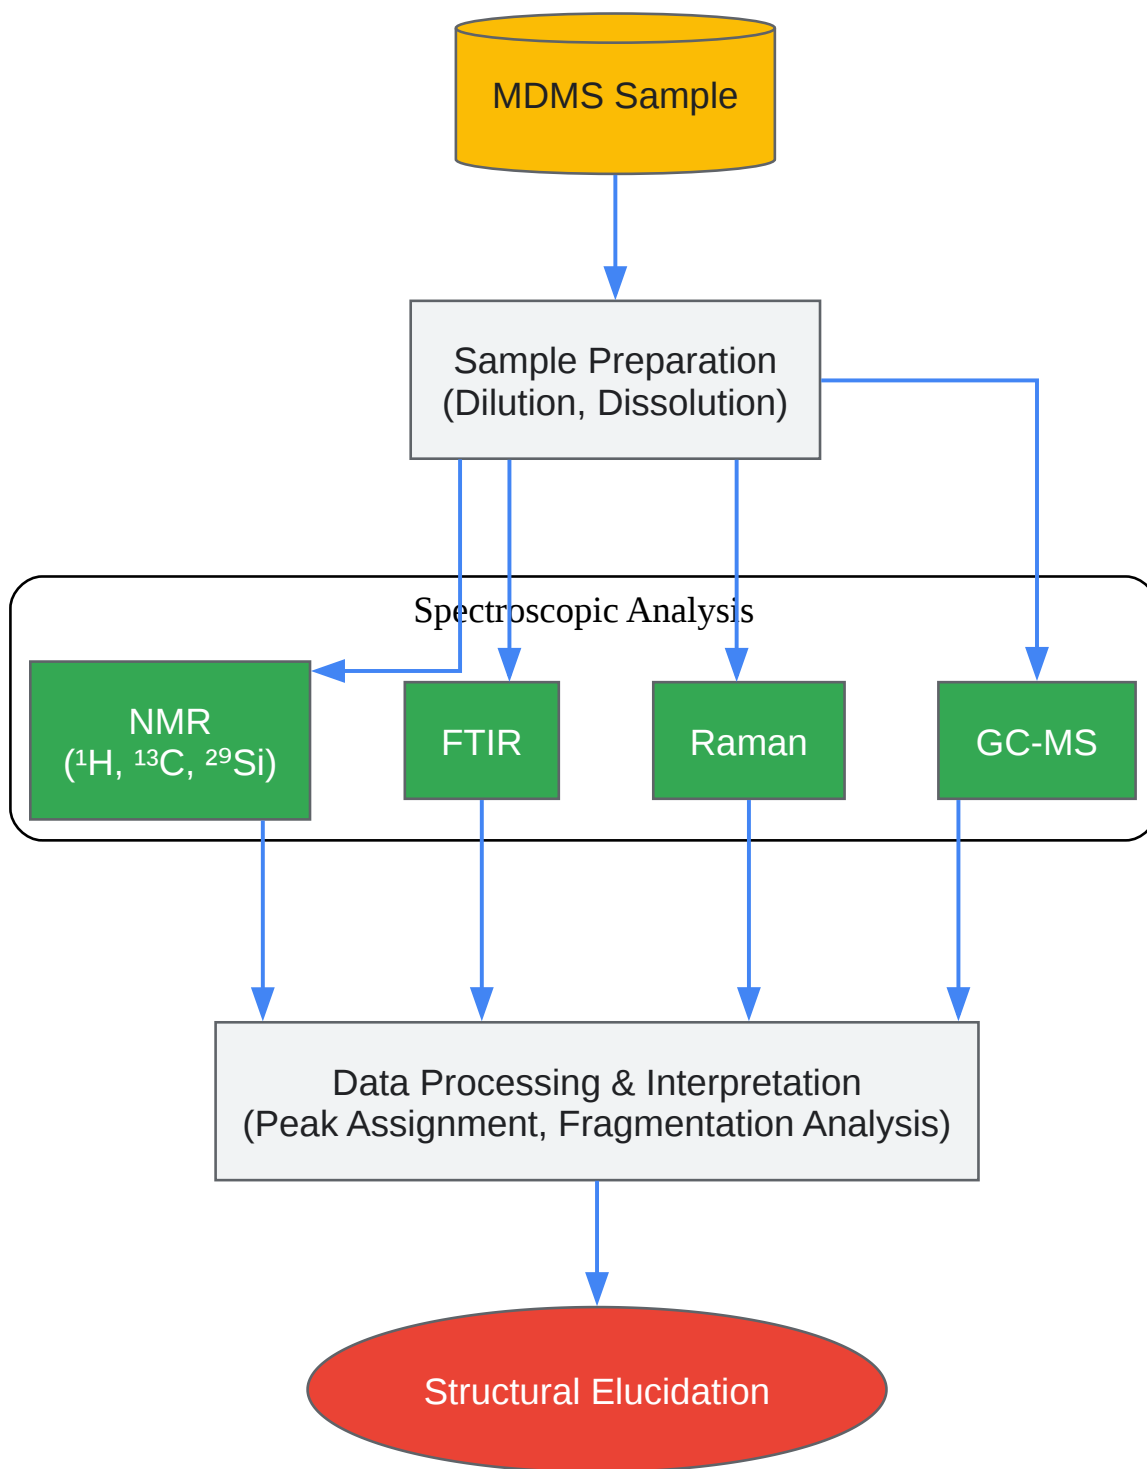 MDMS Sample
Sample Preparation
(Dilution, Dissolution)
Spectroscopic Analysis
NMR
(¹H, ¹³C, ²⁹Si)
FTIR
Raman
GC-MS
Data Processing & Interpretation
(Peak Assignment, Fragmentation Analysis)
Structural Elucidation